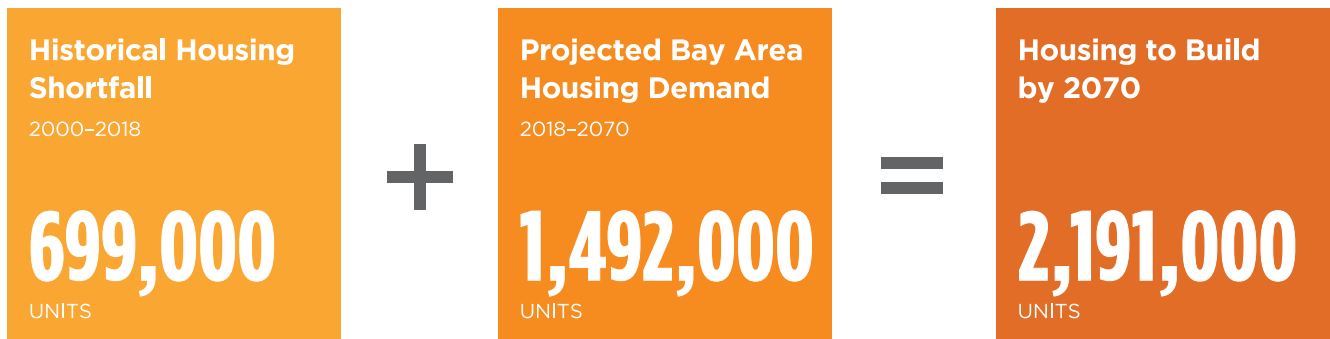 Historical Housing
Shortfall
2000–2018
699,000
UNITS
+
Projected Bay Area
Housing Demand
2018–2070
1,492,000
UNITS
=
Housing to Build
by 2070
2,191,000
UNITS